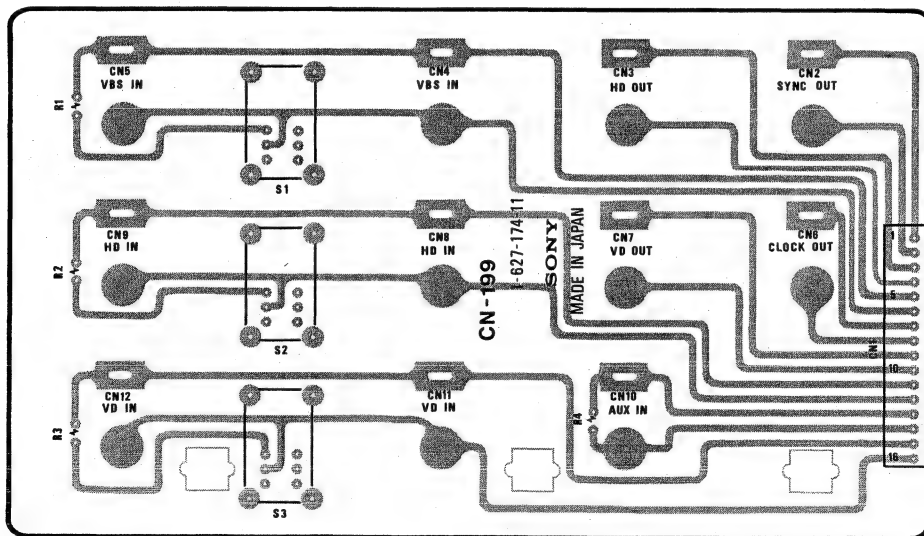 CN5
VBS IN
CN4
VBS IN
CN3
HD OUT
CN2
SYNC OUT
R1
S1
CN9
HD IN
CN8
HD IN
CN7
VD OUT
CN6
CLOCK OUT
R2
S2
CN-199
1-627-174-11
SONY
MADE IN JAPAN
1
5
10
16
CN12
VD IN
CN11
VD IN
CN10
AUX IN
R3
R4
S3